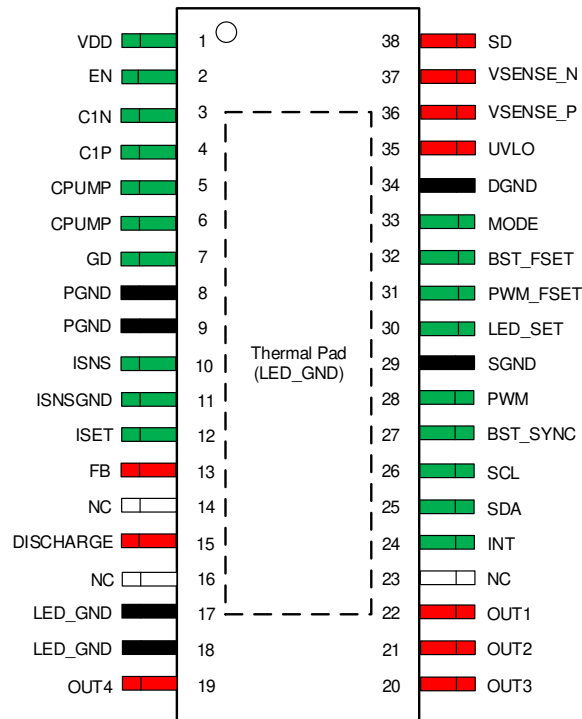 VDD 1 38 SD
EN 2 37 VSENSE_N
C1N 3 36 VSENSE_P
C1P 4 35 UVLO
CPUMP 5 34 DGND
CPUMP 6 33 MODE
GD 7 32 BST_FSET
PGND 8 31 PWM_FSET
PGND 9 30 LED_SET
Thermal Pad
(LED_GND)
ISNS 10 29 SGND
ISNSGND 11 28 PWM
ISET 12 27 BST_SYNC
FB 13 26 SCL
NC 14 25 SDA
DISCHARGE 15 24 INT
NC 16 23 NC
LED_GND 17 22 OUT1
LED_GND 18 21 OUT2
OUT4 19 20 OUT3